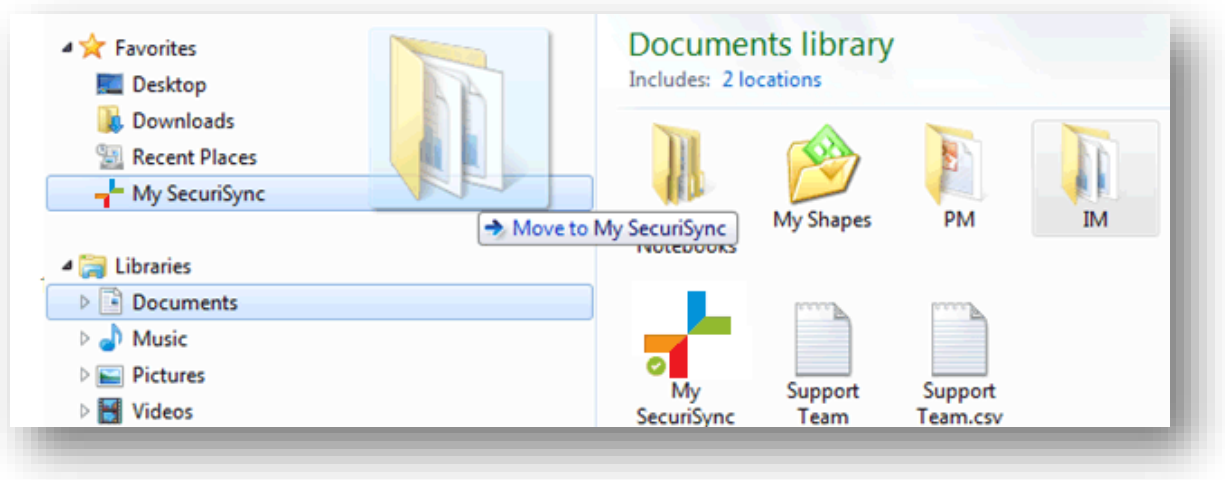 Favorites
Desktop
Downloads
Recent Places
My SecuriSync
Libraries
Documents
Music
Pictures
Videos
Move to My SecuriSync
Documents library
Includes: 2 locations
Notebooks
My Shapes
PM
IM
My
SecuriSync
Support
Team
Support
Team.csv